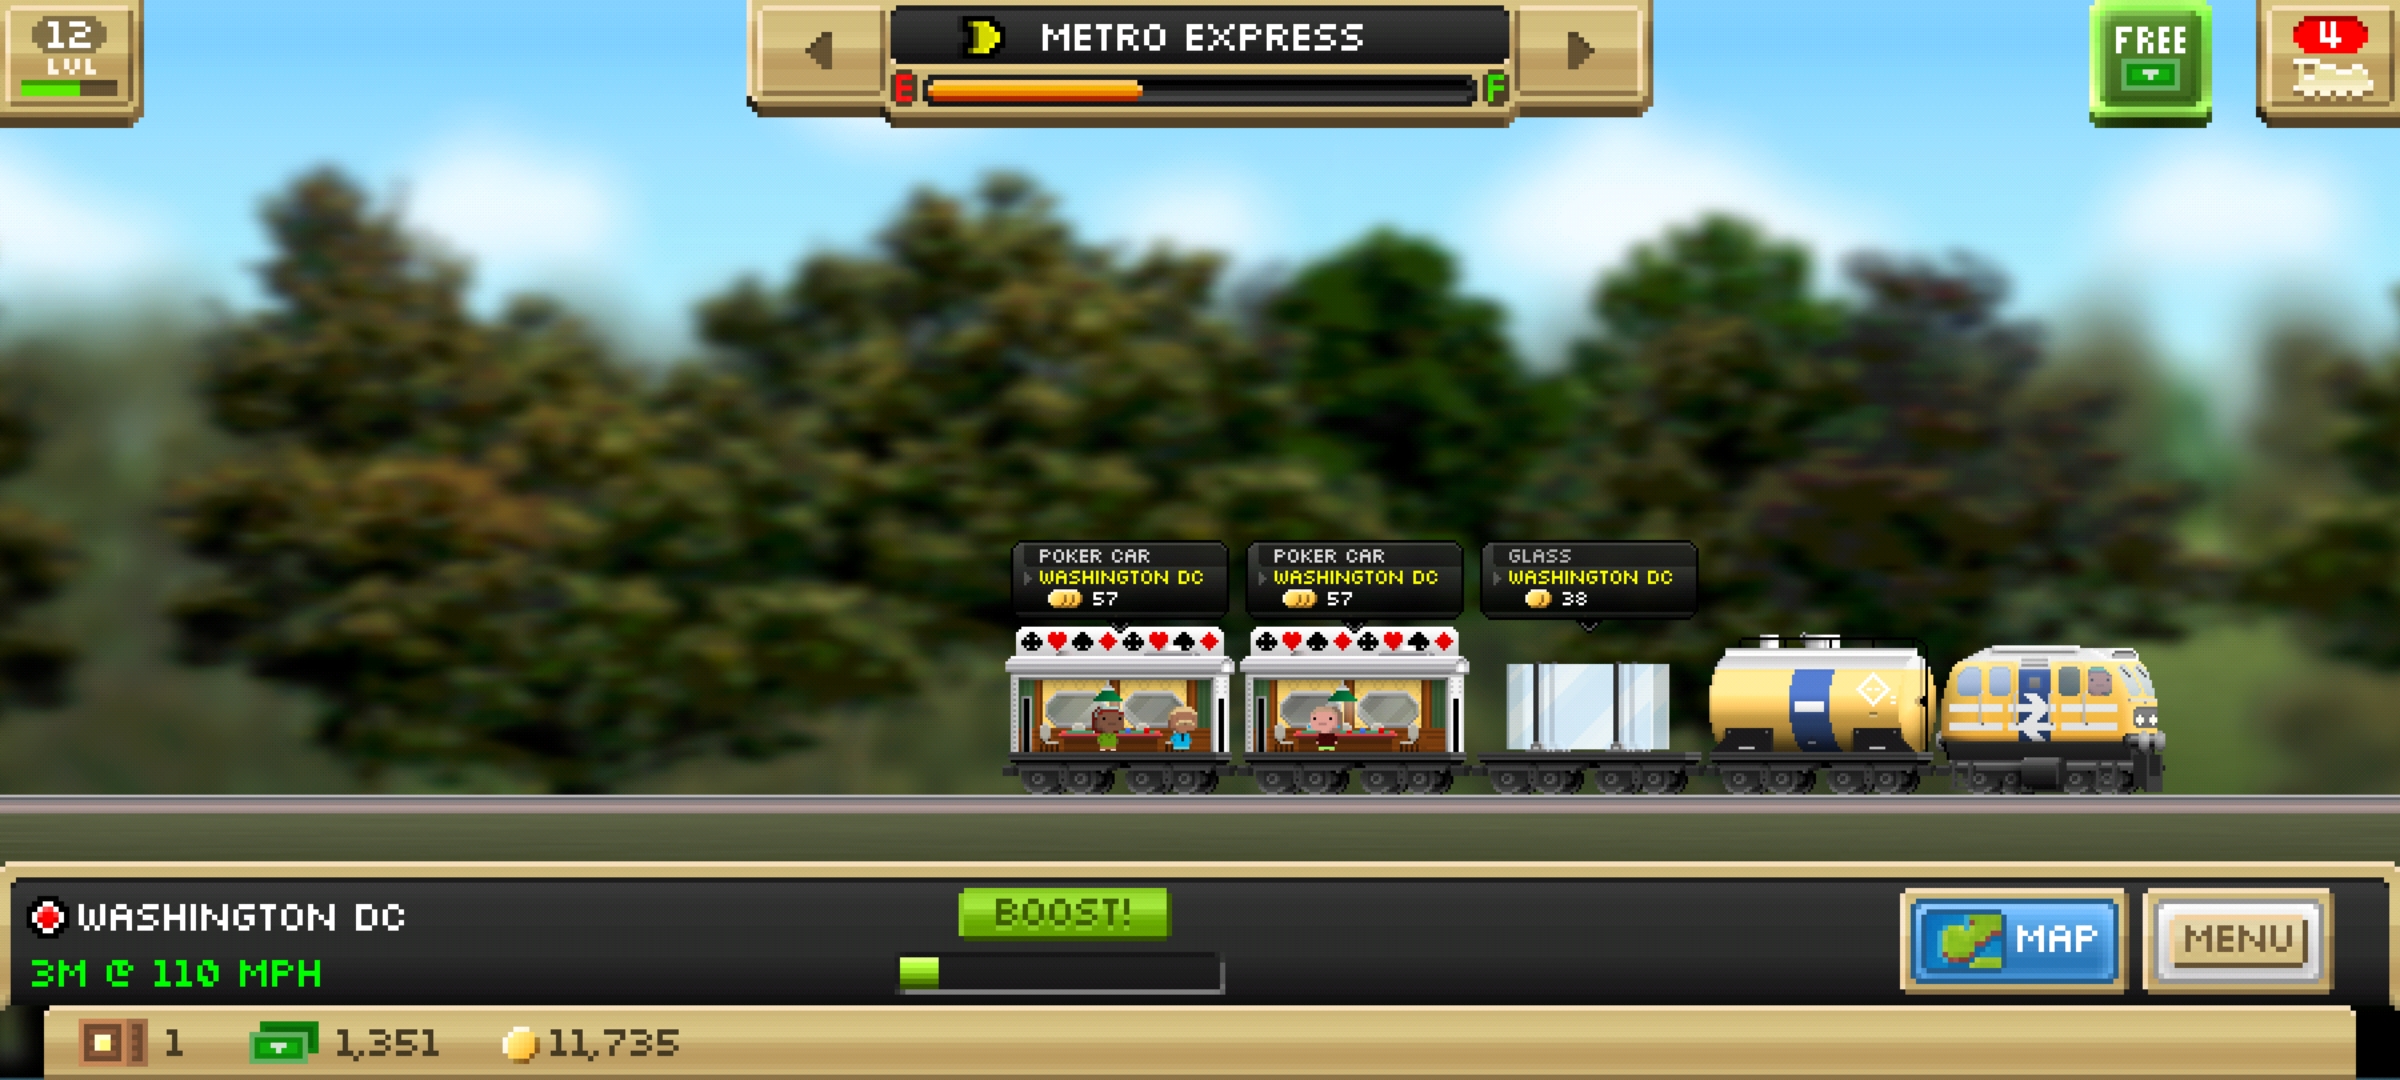 12
LVL
METRO EXPRESS
E F
FREE
4
POKER CAR
WASHINGTON DC
57
POKER CAR
WASHINGTON DC
57
GLASS
WASHINGTON DC
38
WASHINGTON DC
3M @ 110 MPH
BOOST!
MAP
MENU
1
1,351
11,735